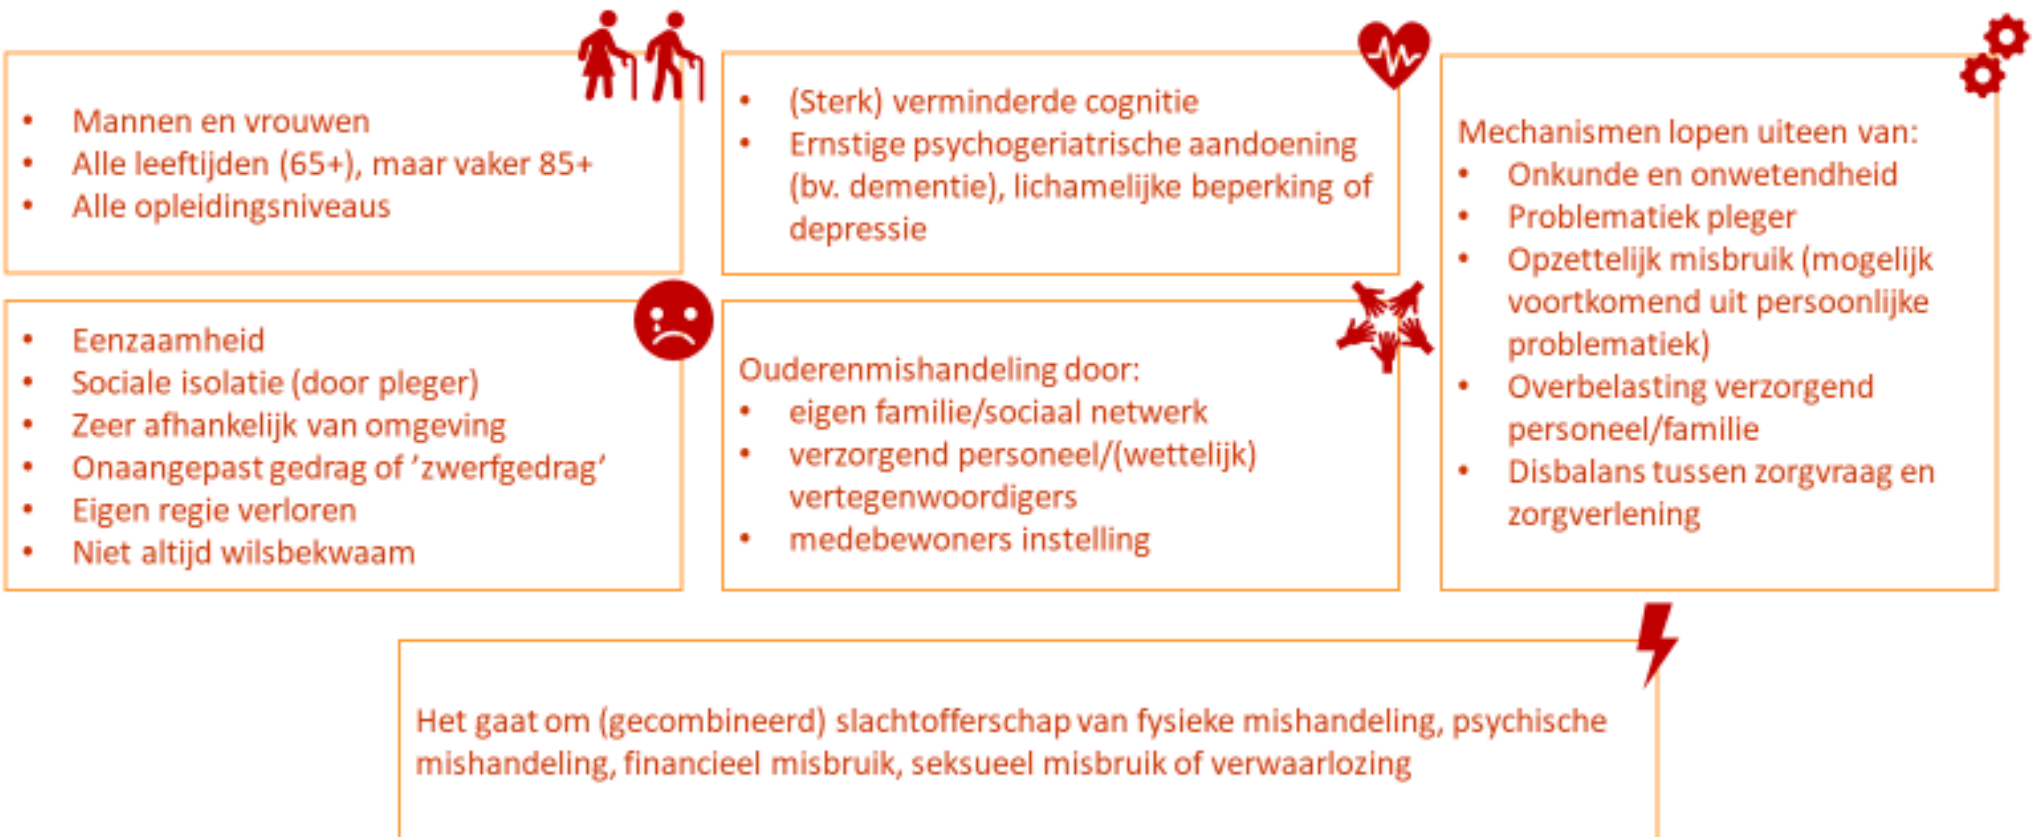 • Mannen en vrouwen
• Alle leeftijden (65+), maar vaker 85+
• Alle opleidingsniveaus
• (Sterk) verminderde cognitie
• Ernstige psychogeriatrische aandoening
(bv. dementie), lichamelijke beperking of
depressie
Mechanismen lopen uiteen van:
• Onkunde en onwetendheid
• Problematiek pleger
• Opzettelijk misbruik (mogelijk
voortkomend uit persoonlijke
problematiek)
• Overbelasting verzorgend
personeel/familie
• Disbalans tussen zorgvraag en
zorgverlening
• Eenzaamheid
• Sociale isolatie (door pleger)
• Zeer afhankelijk van omgeving
• Onaangepast gedrag of ‘zwerfgedrag’
• Eigen regie verloren
• Niet altijd wilsbekwaam
Ouderenmishandeling door:
• eigen familie/sociaal netwerk
• verzorgend personeel/(wettelijk)
vertegenwoordigers
• medebewoners instelling
Het gaat om (gecombineerd) slachtofferschap van fysieke mishandeling, psychische
mishandeling, financieel misbruik, seksueel misbruik of verwaarlozing